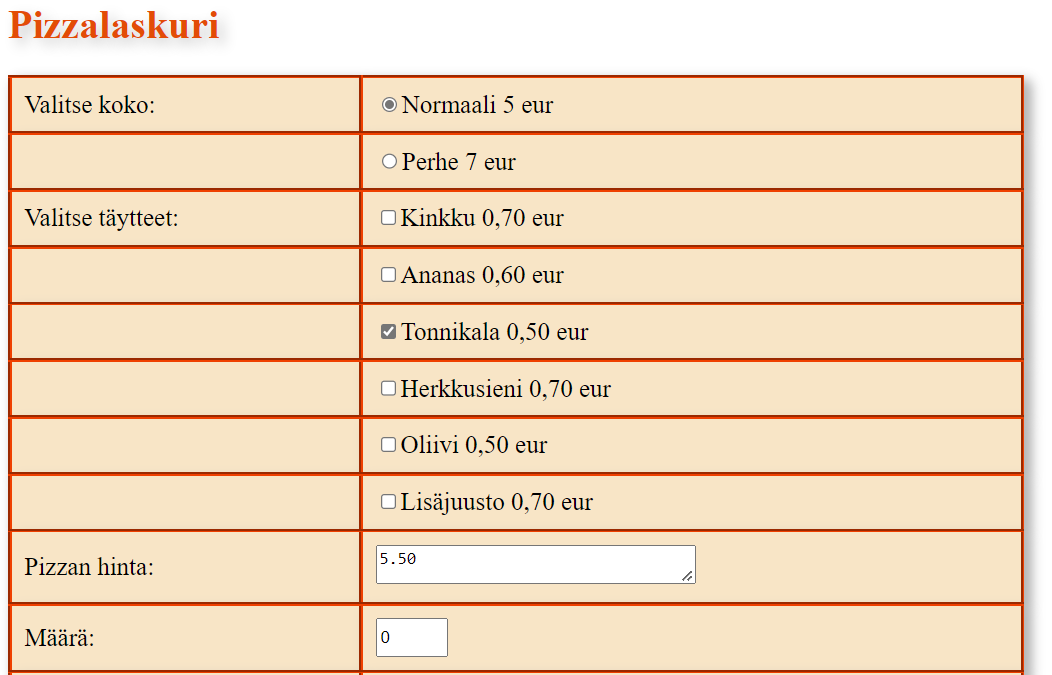 Pizzalaskuri
Valitse koko: Normaali 5 eur
Perhe 7 eur
Valitse täytteet: Kinkku 0,70 eur
Ananas 0,60 eur
Tonnikala 0,50 eur
Herkkusieni 0,70 eur
Oliivi 0,50 eur
Lisäjuusto 0,70 eur
Pizzan hinta: 5.50
Määrä: 0